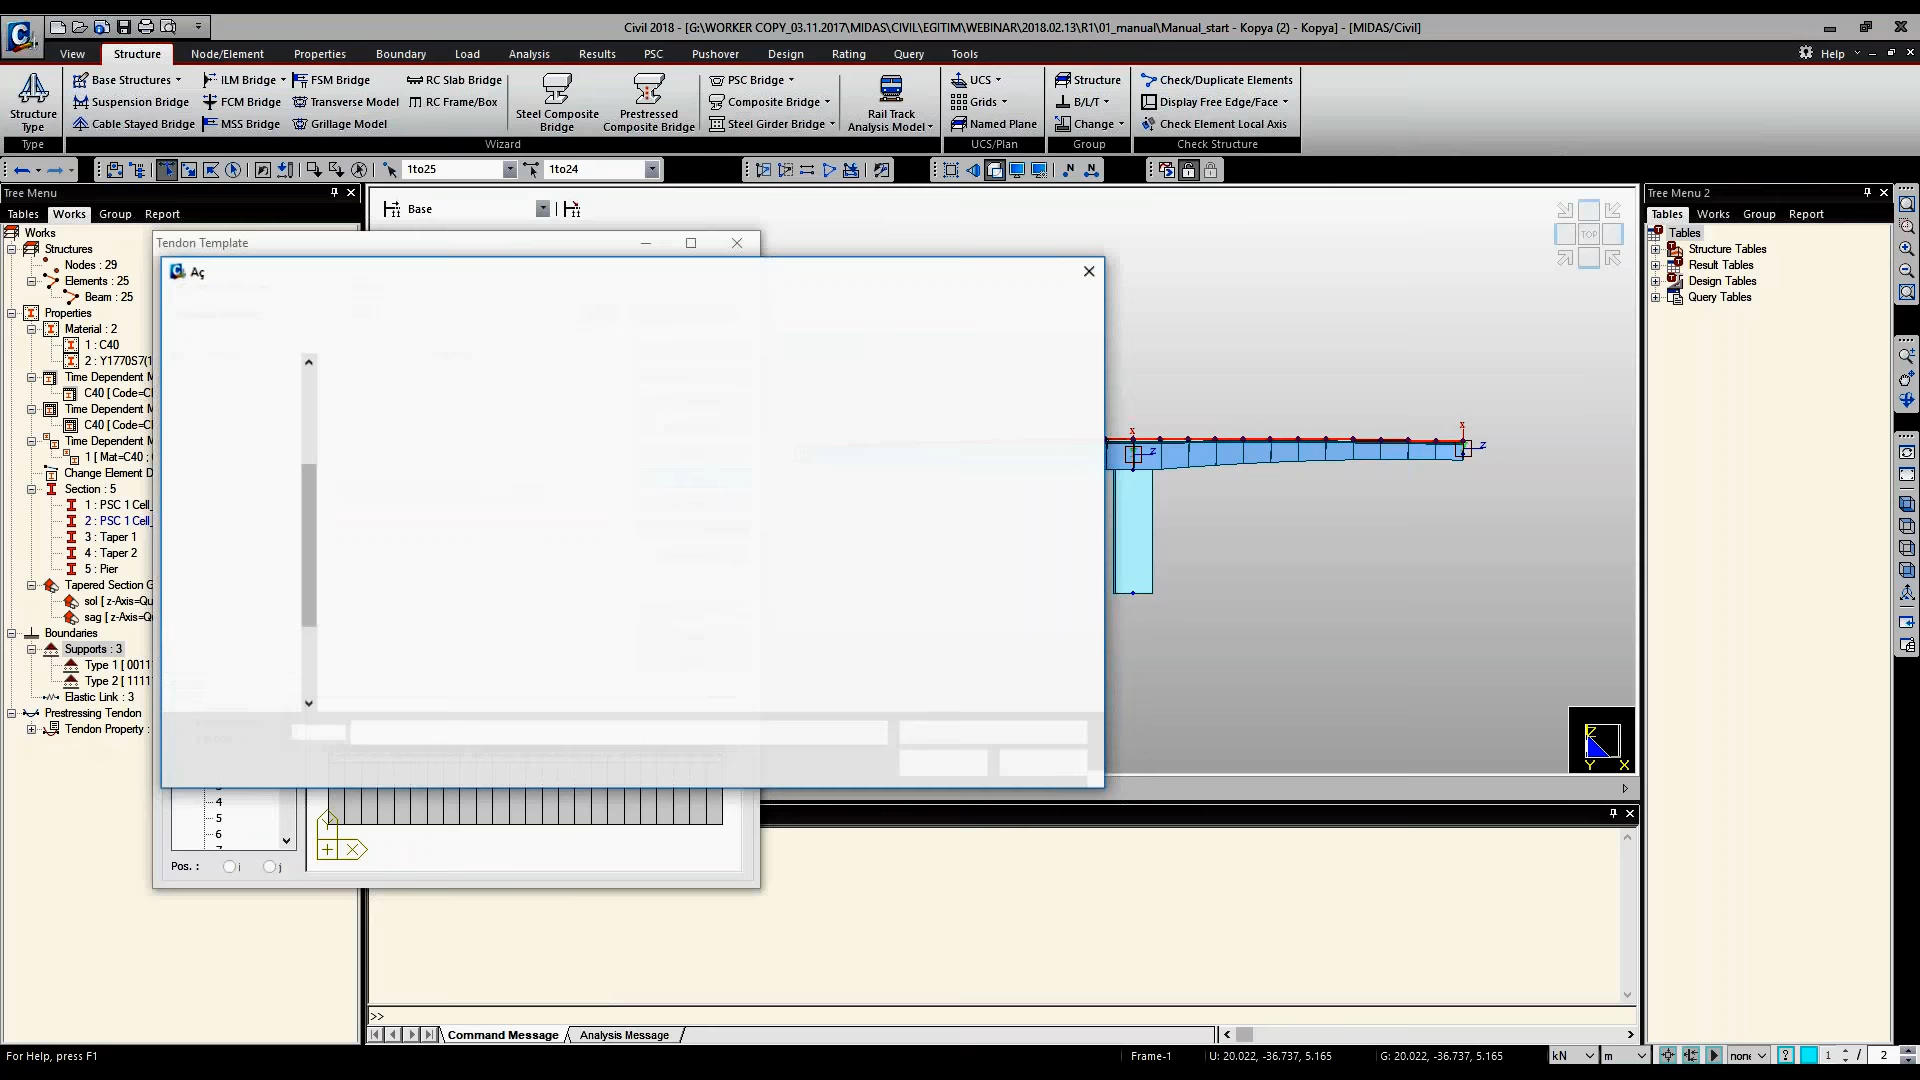 Civil 2018 - [G:\WORKER COPY_03.11.2017\MIDAS\CIVIL\EGITIM\WEBINAR\2018.02.13\R1\01_manual\Manual_start - Kopya (2) - Kopya] - [MIDAS/Civil]
View Structure Node/Element Properties Boundary Load Analysis Results PSC Pushover Design Rating Query Tools Help
Base Structures ILM Bridge FSM Bridge RC Slab Bridge PSC Bridge UCS Structure Check/Duplicate Elements
Suspension Bridge FCM Bridge Transverse Model RC Frame/Box Composite Bridge Grids B/L/T Display Free Edge/Face
Cable Stayed Bridge MSS Bridge Grillage Model Steel Girder Bridge Named Plane Change Check Element Local Axis
Structure Type
Steel Composite Bridge
Prestressed Composite Bridge
Rail Track Analysis Model
Type Wizard UCS/Plan Group Check Structure
1to25 1to24
Tree Menu
Tables Works Group Report
Works
Structures
Nodes : 29
Elements : 25
Beam : 25
Properties
Material : 2
1 : C40
2 : Y1770S7(1
Time Dependent M
C40 [Code=C
Time Dependent M
C40 [Code=C
Time Dependent M
1 [Mat=C40 ;
Change Element D
Section : 5
1 : PSC 1 Cell_
2 : PSC 1 Cell_
3 : Taper 1
4 : Taper 2
5 : Pier
Tapered Section G
sol [ z-Axis=Qu
sag [ z-Axis=Qu
Boundaries
Supports : 3
Type 1 [ 0011
Type 2 [ 1111
Elastic Link : 3
Prestressing Tendon
Tendon Property :
Base
Tendon Template
Aç
4
5
6
Pos. : i j
x
z
x
z
TOP
Z
Y X
Tree Menu 2
Tables Works Group Report
Tables
Structure Tables
Result Tables
Design Tables
Query Tables
>>
Command Message Analysis Message
For Help, press F1
Frame-1 U: 20.022, -36.737, 5.165 G: 20.022, -36.737, 5.165 kN m none 1 / 2